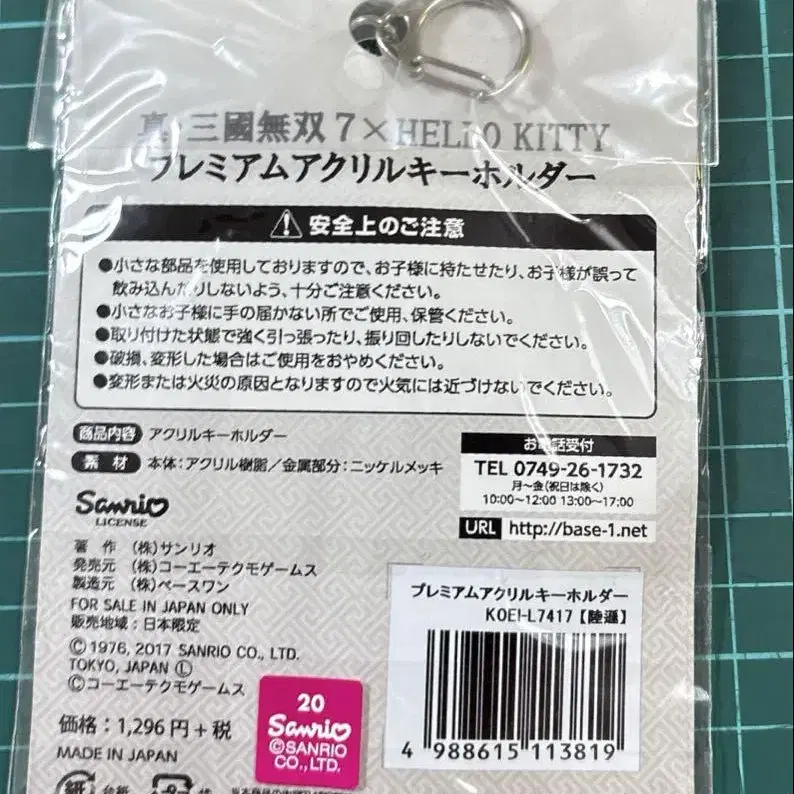 真・三國無双7×HELLO KITTY
プレミアムアクリルキーホルダー
安全上のご注意
●小さな部品を使用しておりますので、お子様に持たせたり、お子様が誤って
飲み込んだりしないよう、十分ご注意ください。
●小さなお子様に手の届かない所でご使用、保管ください。
●取り付けた状態で強く引っ張ったり、振り回したりしないでください。
●破損、変形した場合はご使用をおやめください。
●変形または火災の原因となりますので火気には近づけないでください。
商品内容 アクリルキーホルダー
素材 本体:アクリル樹脂/金属部分:ニッケルメッキ
お電話受付
TEL 0749-26-1732
月〜金(祝日は除く)
10:00〜12:00 13:00〜17:00
URL http://base-1.net
Sanrio
LICENSE
著 作 (株)サンリオ
発売元 (株)コーエーテクモゲームス
製造元 (株)ベースワン
FOR SALE IN JAPAN ONLY
販売地域:日本限定
©1976, 2017 SANRIO CO., LTD.
TOKYO, JAPAN Ⓛ
©コーエーテクモゲームス
価格:1,296円+税
MADE IN JAPAN
20
Sanrio
©SANRIO
CO., LTD.
プレミアムアクリルキーホルダー
KOEI-L7417【陸遜】
4 988615 113819
紙 台紙